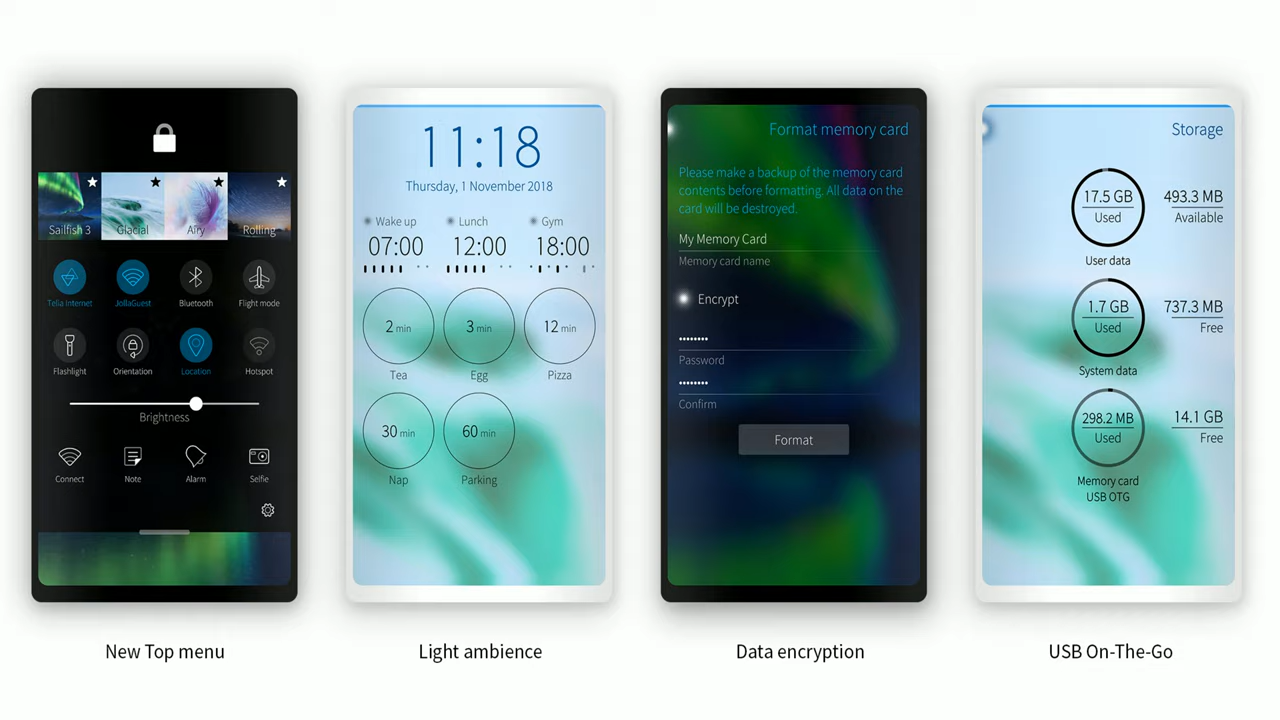 Sailfish 3 Glacial Airy Rolling
Telia Internet JollaGuest Bluetooth Flight mode
Flashlight Orientation Location Hotspot
Brightness
Connect Note Alarm Selfie
New Top menu
11:18
Thursday, 1 November 2018
Wake up Lunch Gym
07:00 12:00 18:00
2 min 3 min 12 min
Tea Egg Pizza
30 min 60 min
Nap Parking
Light ambience
Format memory card
Please make a backup of the memory card
contents before formatting. All data on the
card will be destroyed.
My Memory Card
Memory card name
Encrypt
Password
Confirm
Format
Data encryption
Storage
17.5 GB 493.3 MB
Used Available
User data
1.7 GB 737.3 MB
Used Free
System data
298.2 MB 14.1 GB
Used Free
Memory card
USB OTG
USB On-The-Go